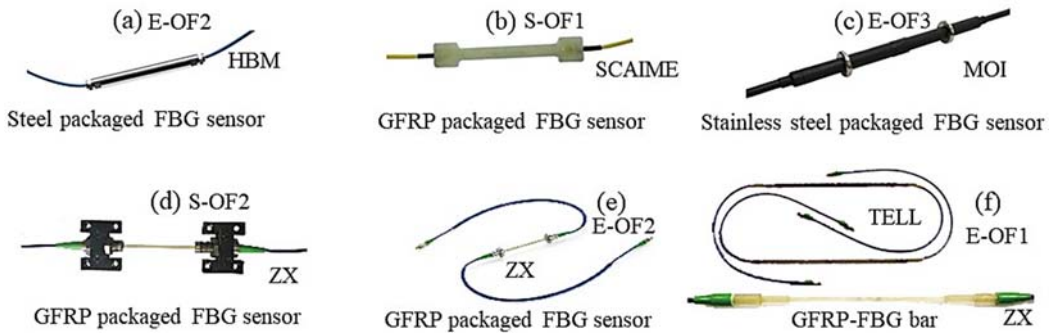 (a) E-OF2
HBM
Steel packaged FBG sensor
(b) S-OF1
SCAIME
GFRP packaged FBG sensor
(c) E-OF3
MOI
Stainless steel packaged FBG sensor
(d) S-OF2
ZX
GFRP packaged FBG sensor
(e)
E-OF2
ZX
GFRP packaged FBG sensor
TELL
(f)
E-OF1
GFRP-FBG bar
ZX